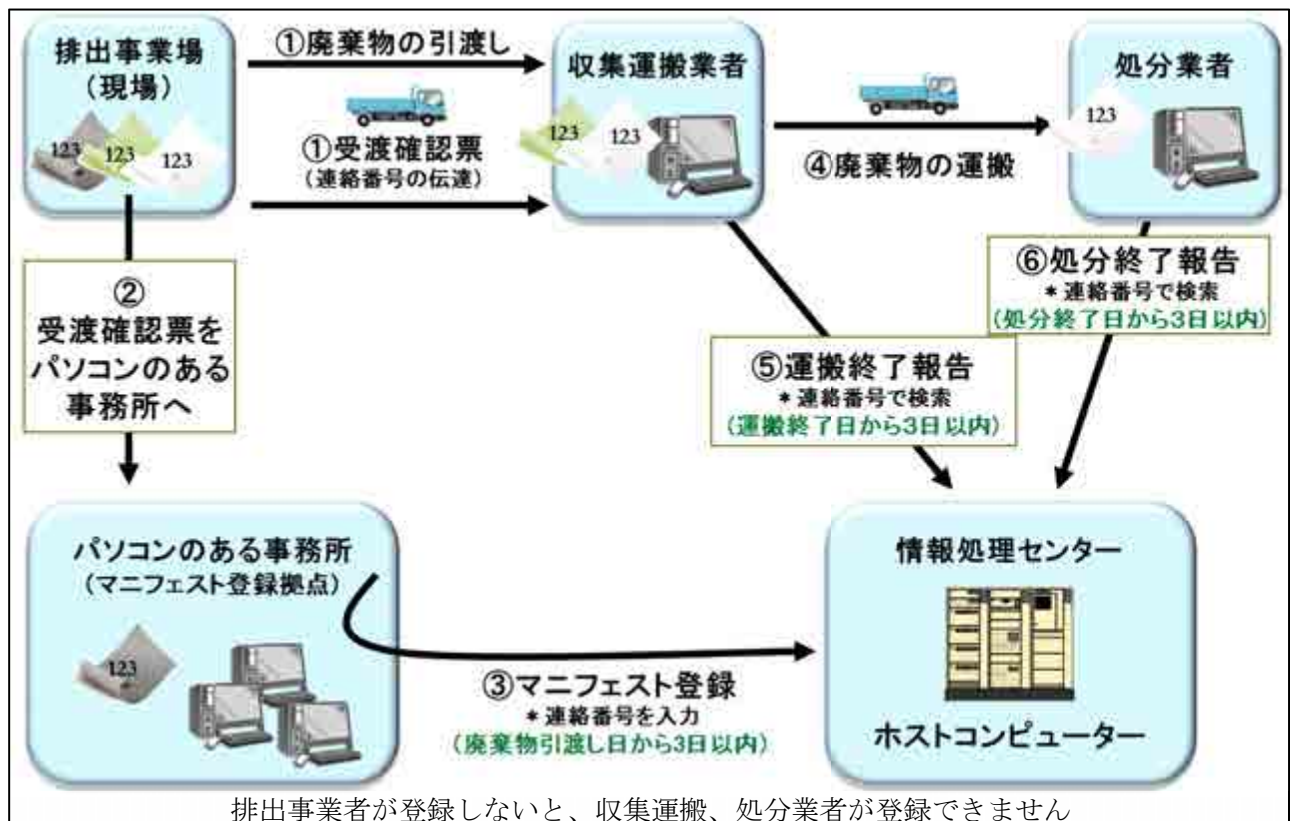 排出事業場
(現場)
123
123
123
①廃棄物の引渡し
①受渡確認票
(連絡番号の伝達)
収集運搬業者
123
123
④廃棄物の運搬
処分業者
123
②
受渡確認票を
パソコンのある
事務所へ
⑤運搬終了報告
*連絡番号で検索
(運搬終了日から3日以内)
⑥処分終了報告
*連絡番号で検索
(処分終了日から3日以内)
パソコンのある事務所
(マニフェスト登録拠点)
123
③マニフェスト登録
*連絡番号を入力
(廃棄物引渡し日から3日以内)
情報処理センター
ホストコンピューター
排出事業者が登録しないと、収集運搬、処分業者が登録できません